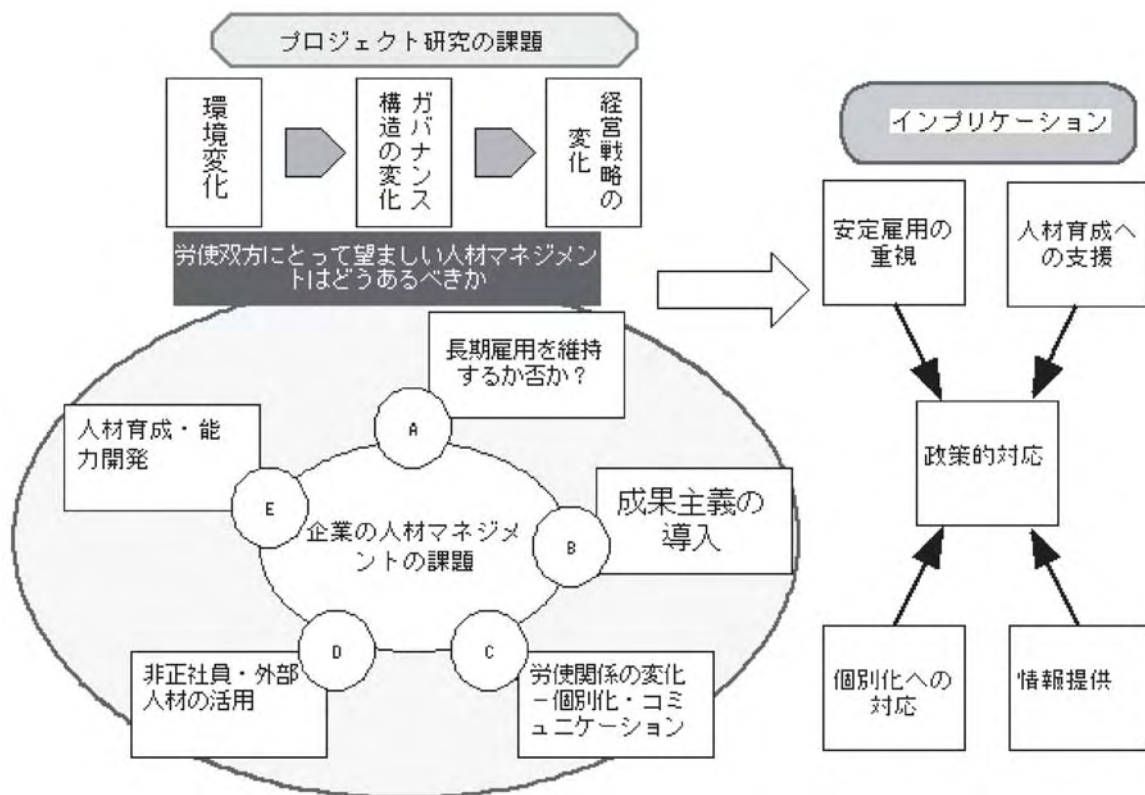 プロジェクト研究の課題
環境変化
ガバナンス
構造の変化
経営戦略の
変化
労使双方にとって望ましい人材マネジメン
トはどうあるべきか
長期雇用を維持
するか否か？
A
人材育成・能
力開発
E
成果主義の
導入
B
企業の人材マネジメ
ントの課題
D
非正社員・外部
人材の活用
C
労使関係の変化
－個別化・コミ
ュニケーション
インプリケーション
安定雇用の
重視
人材育成へ
の支援
政策的対応
個別化への
対応
情報提供